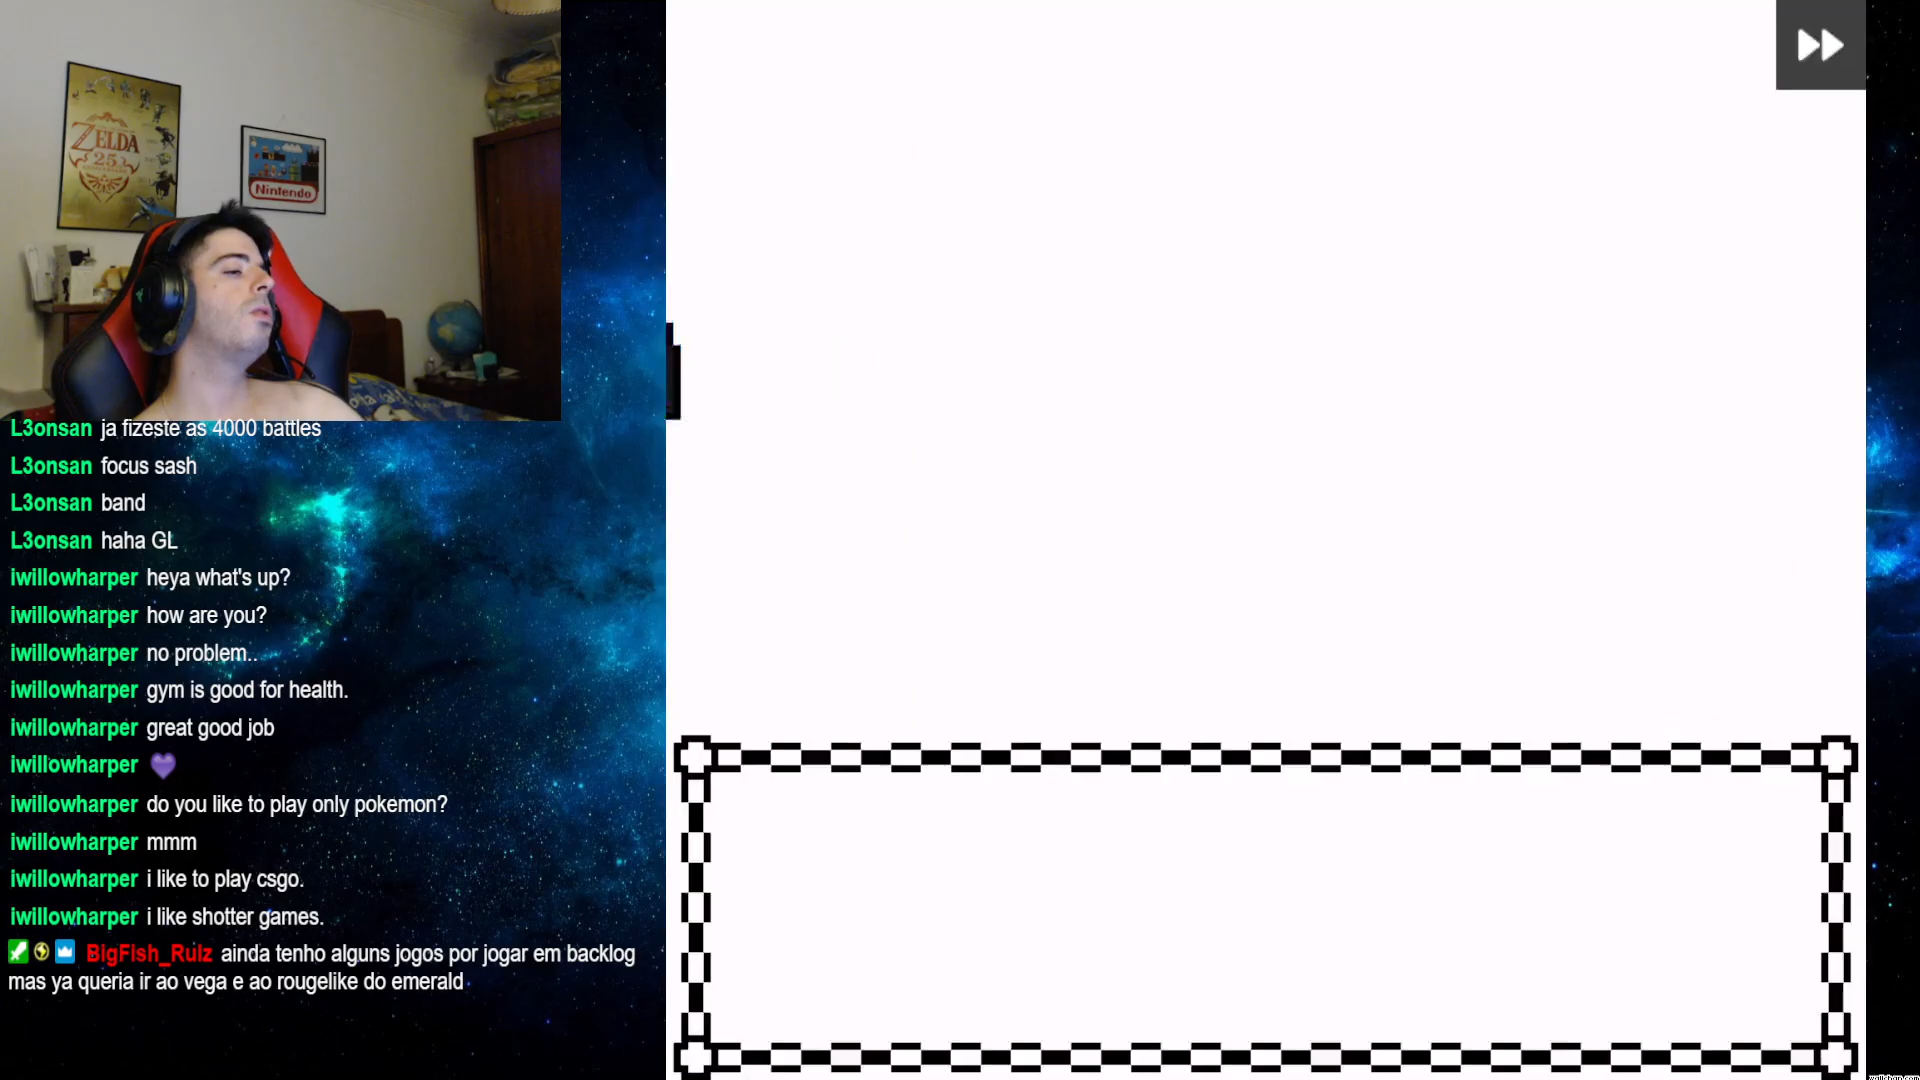 ZELDA
25
Nintendo
L3onsan ja fizeste as 4000 battles
L3onsan focus sash
L3onsan band
L3onsan haha GL
iwillowharper heya what's up?
iwillowharper how are you?
iwillowharper no problem..
iwillowharper gym is good for health.
iwillowharper great good job
iwillowharper 💜
iwillowharper do you like to play only pokemon?
iwillowharper mmm
iwillowharper i like to play csgo.
iwillowharper i like shotter games.
BigFish_Rulz ainda tenho alguns jogos por jogar em backlog
mas ya queria ir ao vega e ao rougelike do emerald